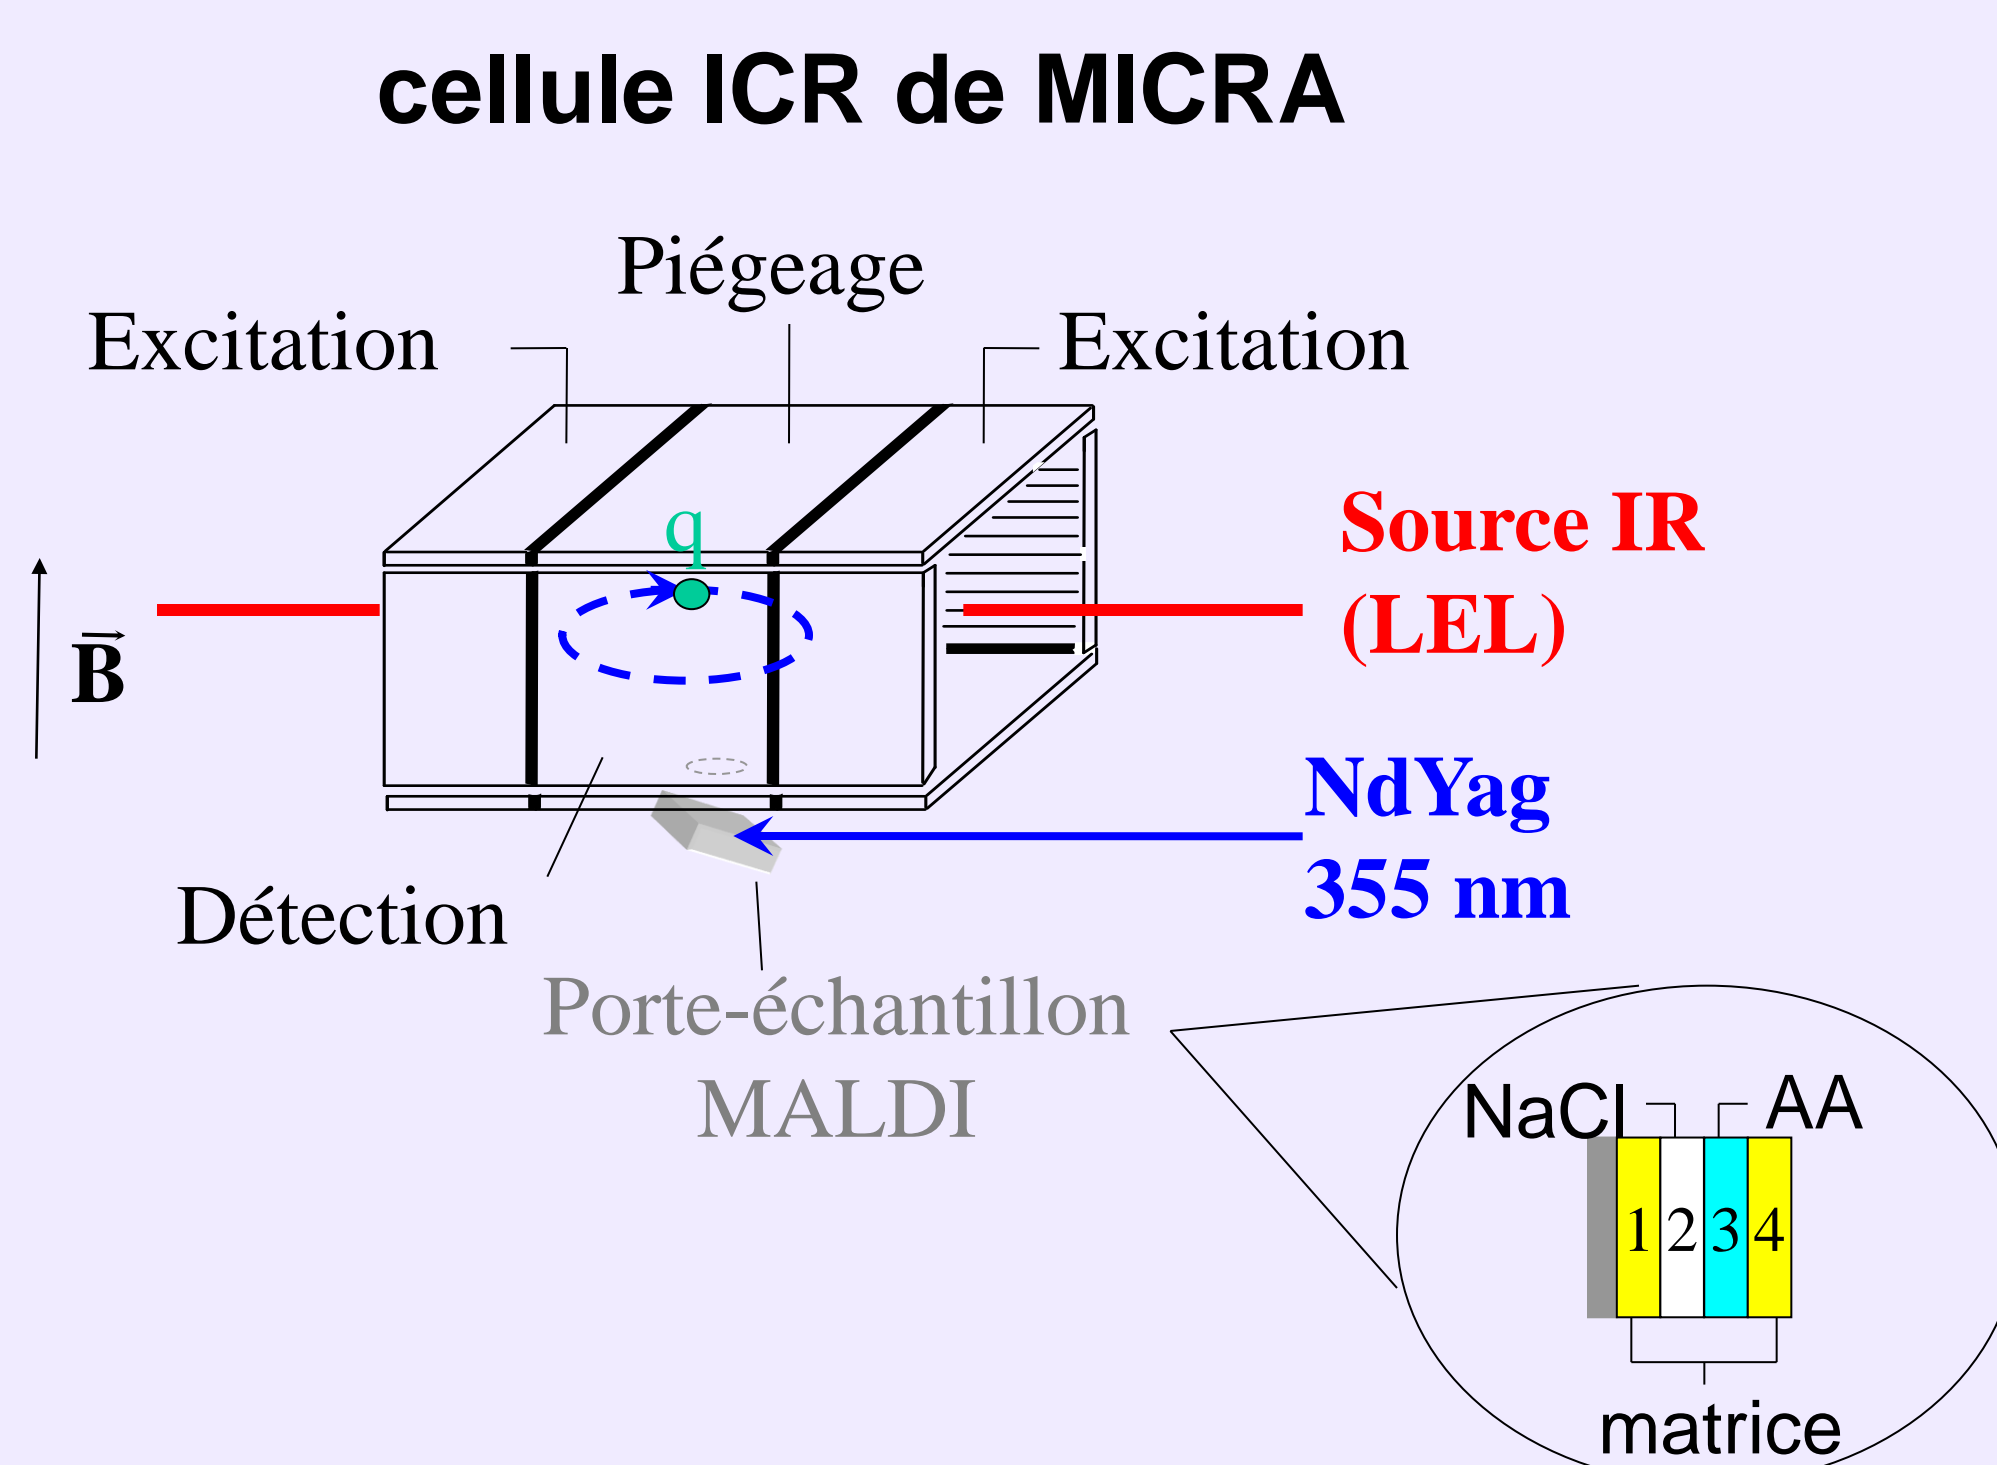 cellule ICR de MICRA
Piégeage
Excitation
Excitation
q
Source IR
(LEL)
B
NdYag
355 nm
Détection
Porte-échantillon
MALDI
NaCl
AA
1 2 3 4
matrice